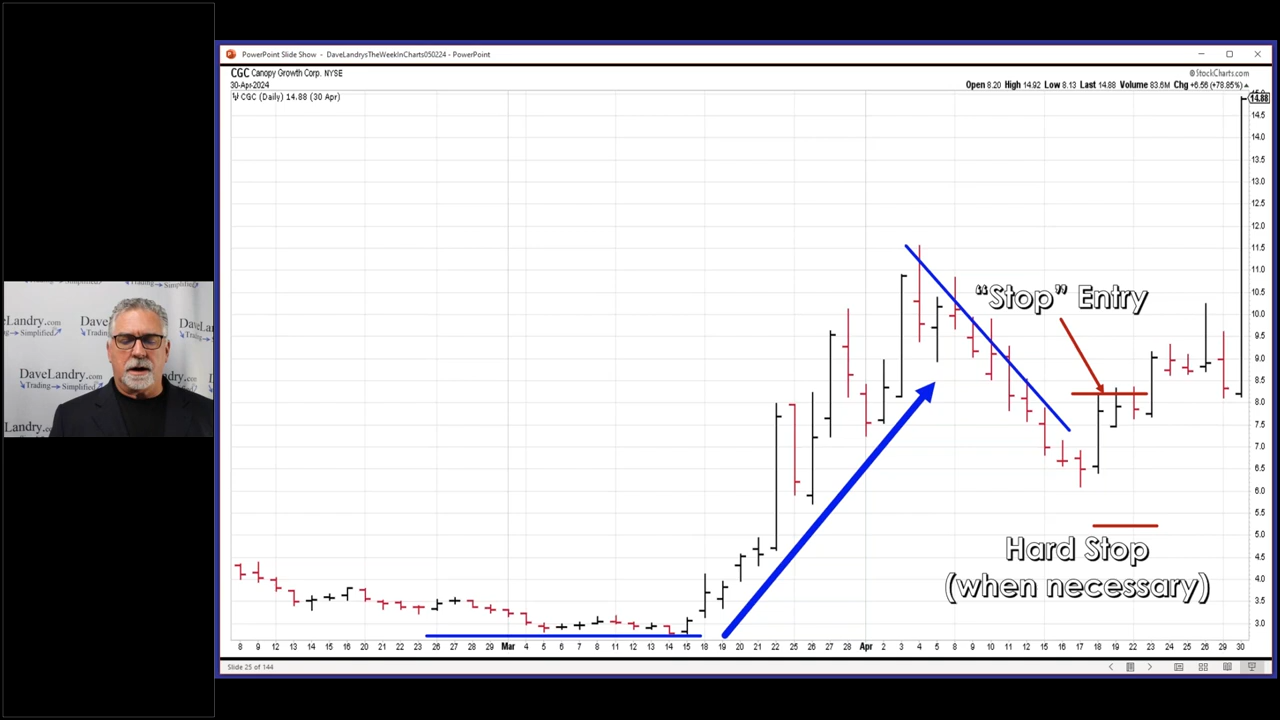 PowerPoint Slide Show - DaveLandrysTheWeekInCharts050224 - PowerPoint
CGC Canopy Growth Corp. NYSE
© StockCharts.com
30-Apr-2024
Open 8.20 High 14.92 Low 8.13 Last 14.88 Volume 83.6M Chg +6.56 (+78.85%)
CGC (Daily) 14.88 (30 Apr)
14.88
14.5
14.0
13.5
13.0
12.5
12.0
11.5
11.0
10.5
10.0
9.5
9.0
8.5
8.0
7.5
7.0
6.5
6.0
5.5
5.0
4.5
4.0
3.5
3.0
"Stop" Entry
Hard Stop
(when necessary)
8 9 12 13 14 15 16 20 21 22 23 26 27 28 29 Mar 4 5 6 7 8 11 12 13 14 15 18 19 20 21 22 25 26 27 28 Apr 2 3 4 5 8 9 10 11 12 15 16 17 18 19 22 23 24 25 26 29 30
Slide 25 of 144
DaveLandry.com
Trading Simplified